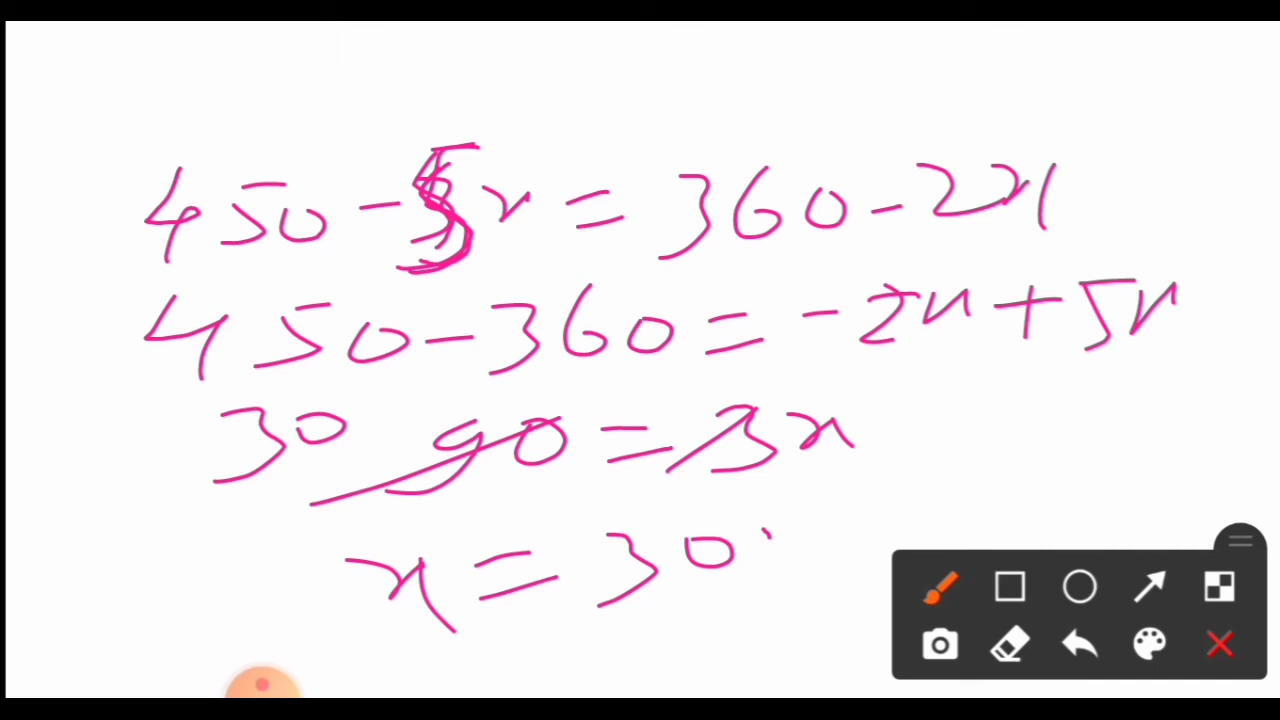 450 - 5x = 360 - 2x
450 - 360 = -2x + 5x
30 90 = 3x
x = 30